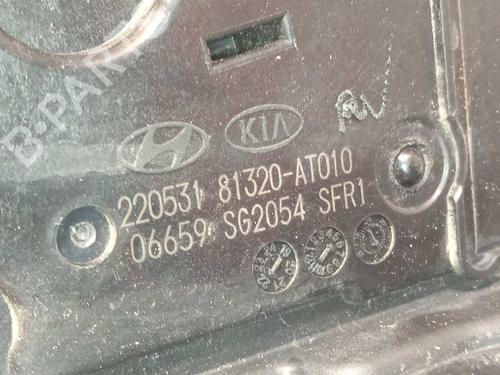 B-PARTS
KIA
220531 81320-AT010
06659 SG2054 SFR1